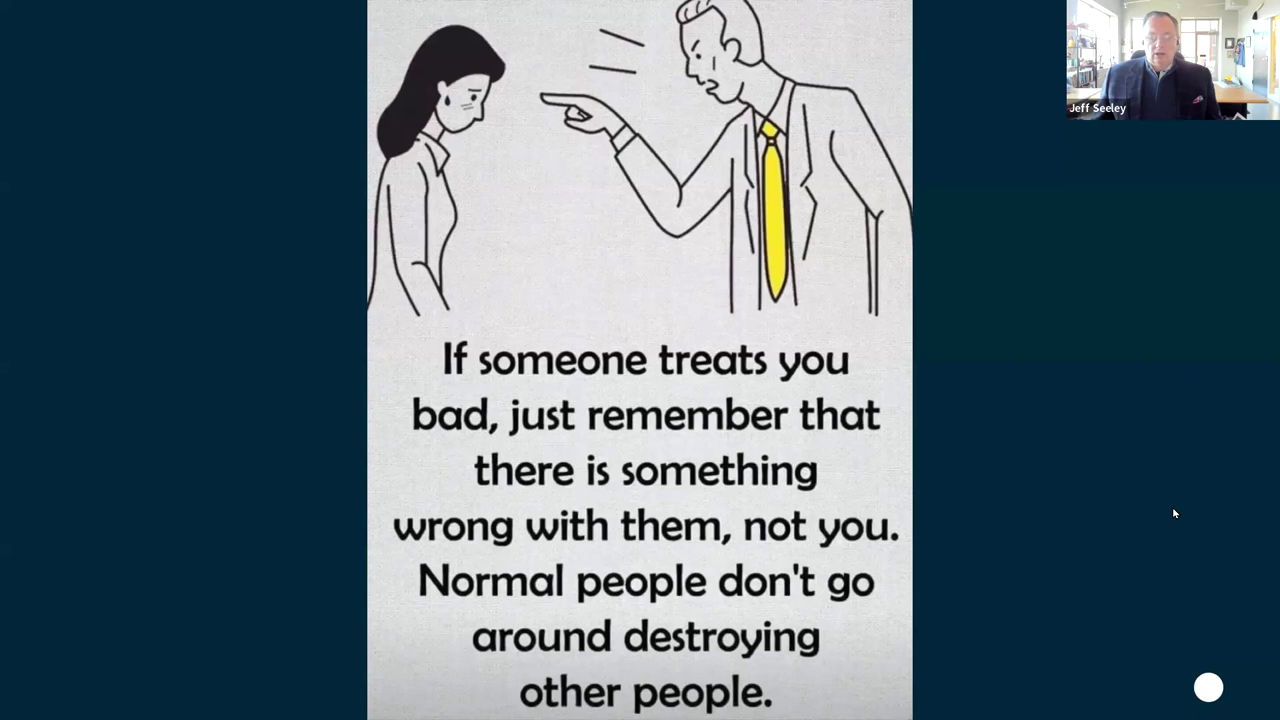 Jeff Seeley
If someone treats you
bad, just remember that
there is something
wrong with them, not you.
Normal people don't go
around destroying
other people.